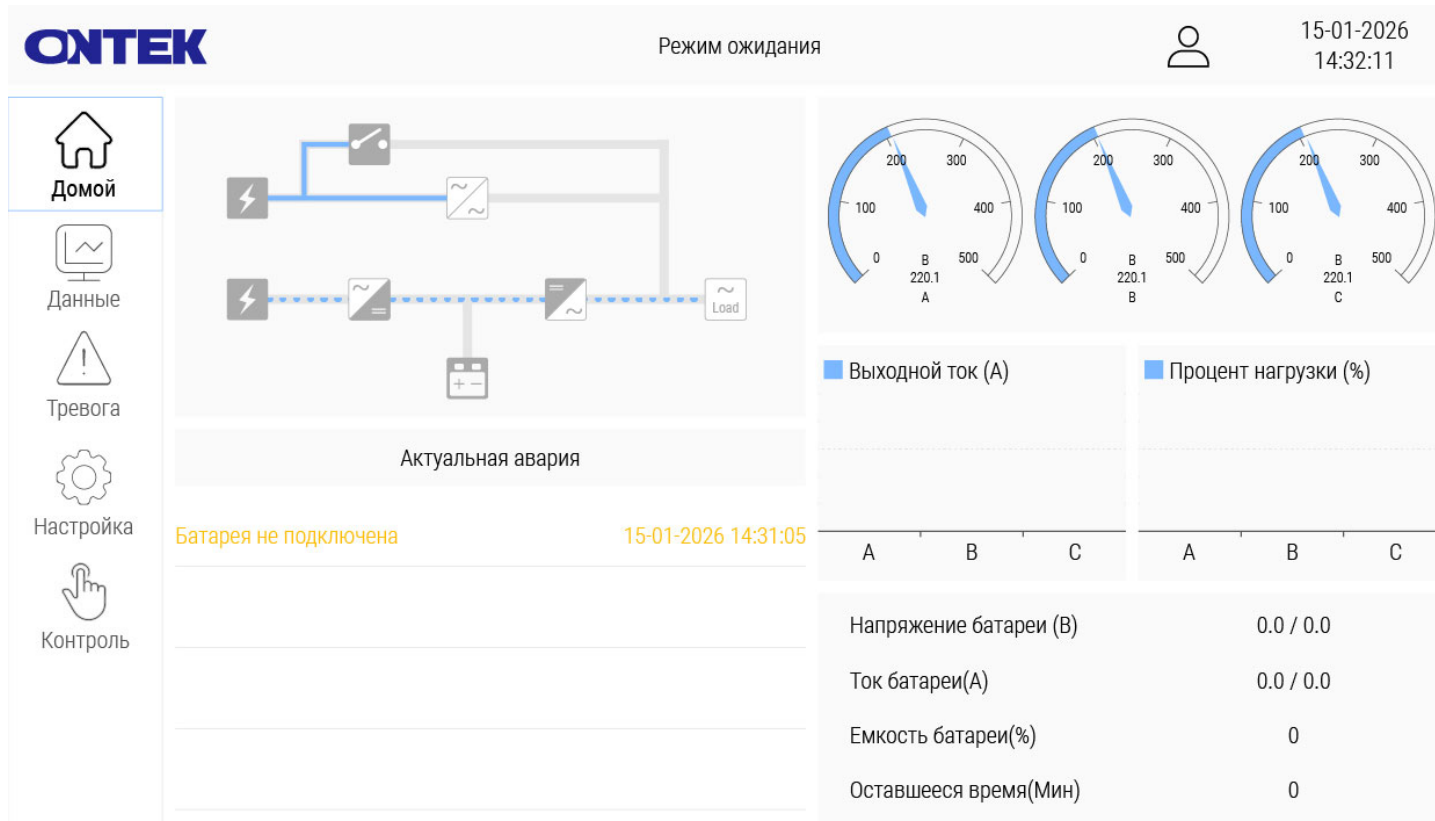 ONTEK
Режим ожидания
15-01-2026
14:32:11
Домой
Данные
Тревога
Настройка
Контроль
Load
Актуальная авария
Батарея не подключена 15-01-2026 14:31:05
0 100 200 300 400 500
В
220.1
A
0 100 200 300 400 500
В
220.1
B
0 100 200 300 400 500
В
220.1
C
Выходной ток (А)
A B C
Процент нагрузки (%)
A B C
Напряжение батареи (В) 0.0 / 0.0
Ток батареи(А) 0.0 / 0.0
Емкость батареи(%) 0
Оставшееся время(Мин) 0